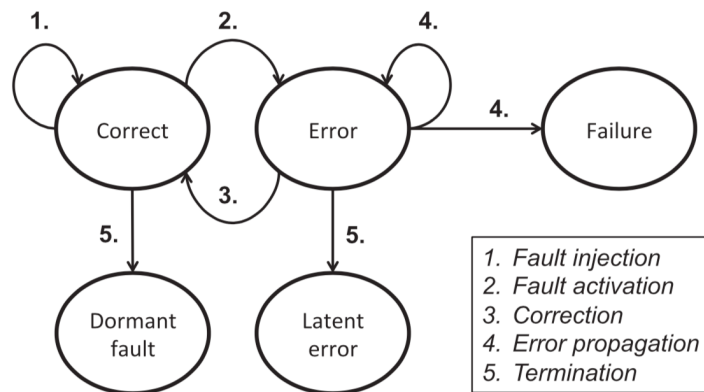 1.
2.
4.
Correct
Error
4.
Failure
3.
5.
5.
Dormant
fault
Latent
error
1. Fault injection
2. Fault activation
3. Correction
4. Error propagation
5. Termination